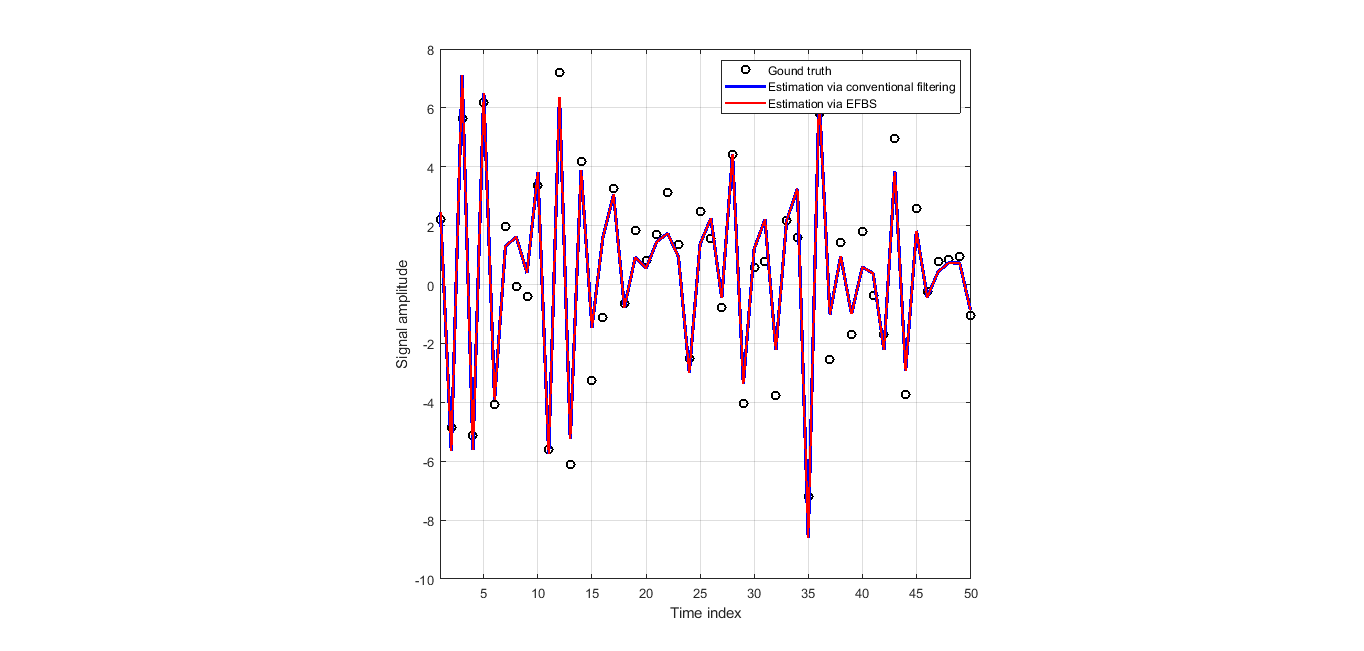 8
6
4
2
0
-2
-4
-6
-8
-10
Signal amplitude
Gound truth
Estimation via conventional filtering
Estimation via EFBS
5 10 15 20 25 30 35 40 45 50
Time index